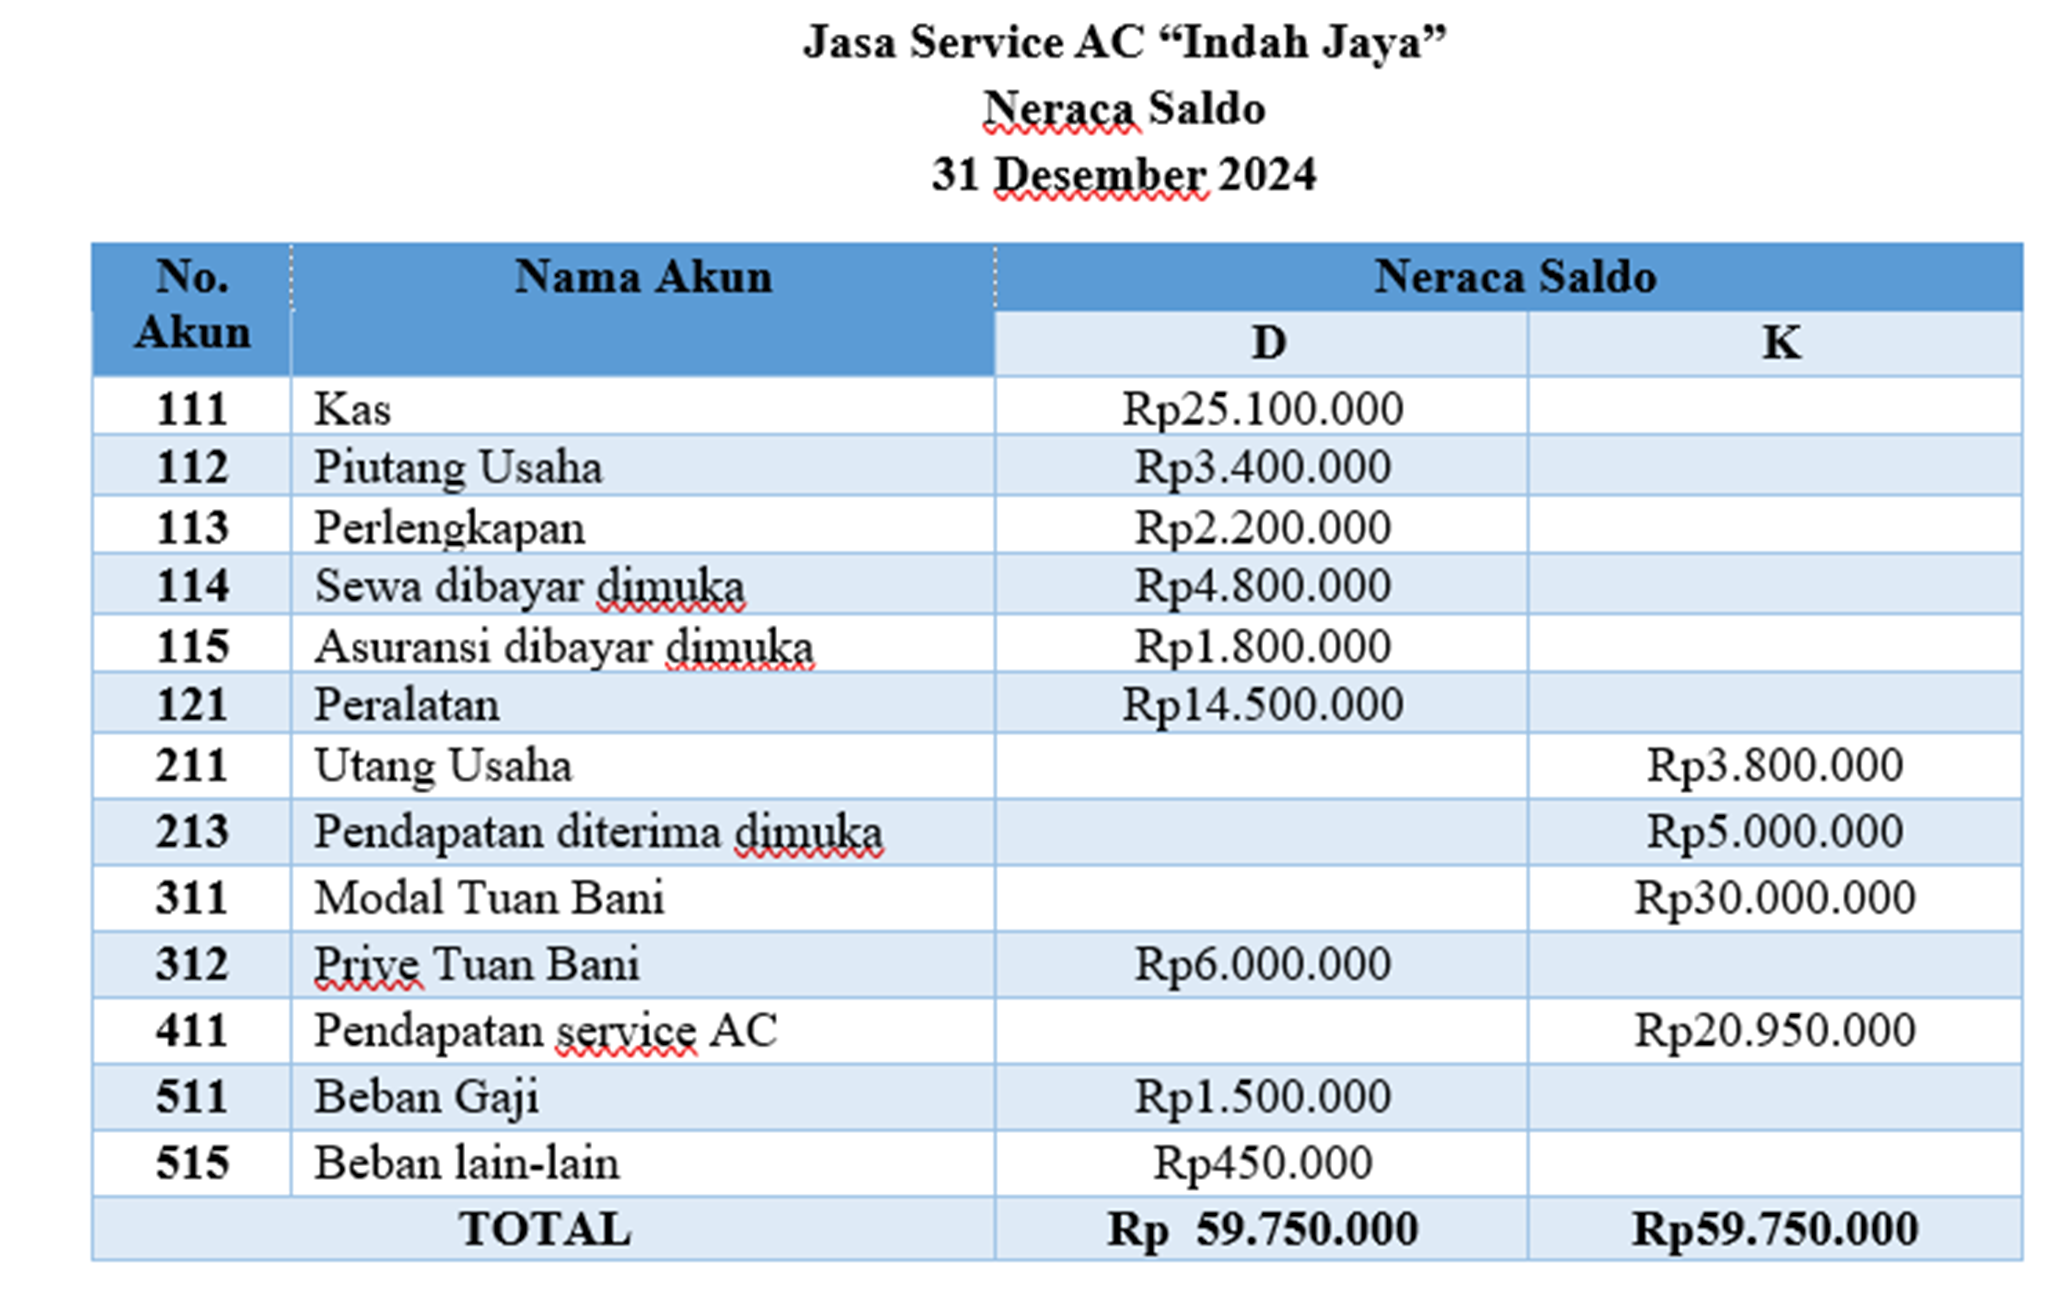 Jasa Service AC “Indah Jaya”
Neraca Saldo
31 Desember 2024
No. Akun Nama Akun Neraca Saldo
D K
111 Kas Rp25.100.000
112 Piutang Usaha Rp3.400.000
113 Perlengkapan Rp2.200.000
114 Sewa dibayar dimuka Rp4.800.000
115 Asuransi dibayar dimuka Rp1.800.000
121 Peralatan Rp14.500.000
211 Utang Usaha Rp3.800.000
213 Pendapatan diterima dimuka Rp5.000.000
311 Modal Tuan Bani Rp30.000.000
312 Prive Tuan Bani Rp6.000.000
411 Pendapatan service AC Rp20.950.000
511 Beban Gaji Rp1.500.000
515 Beban lain-lain Rp450.000
TOTAL Rp 59.750.000 Rp59.750.000